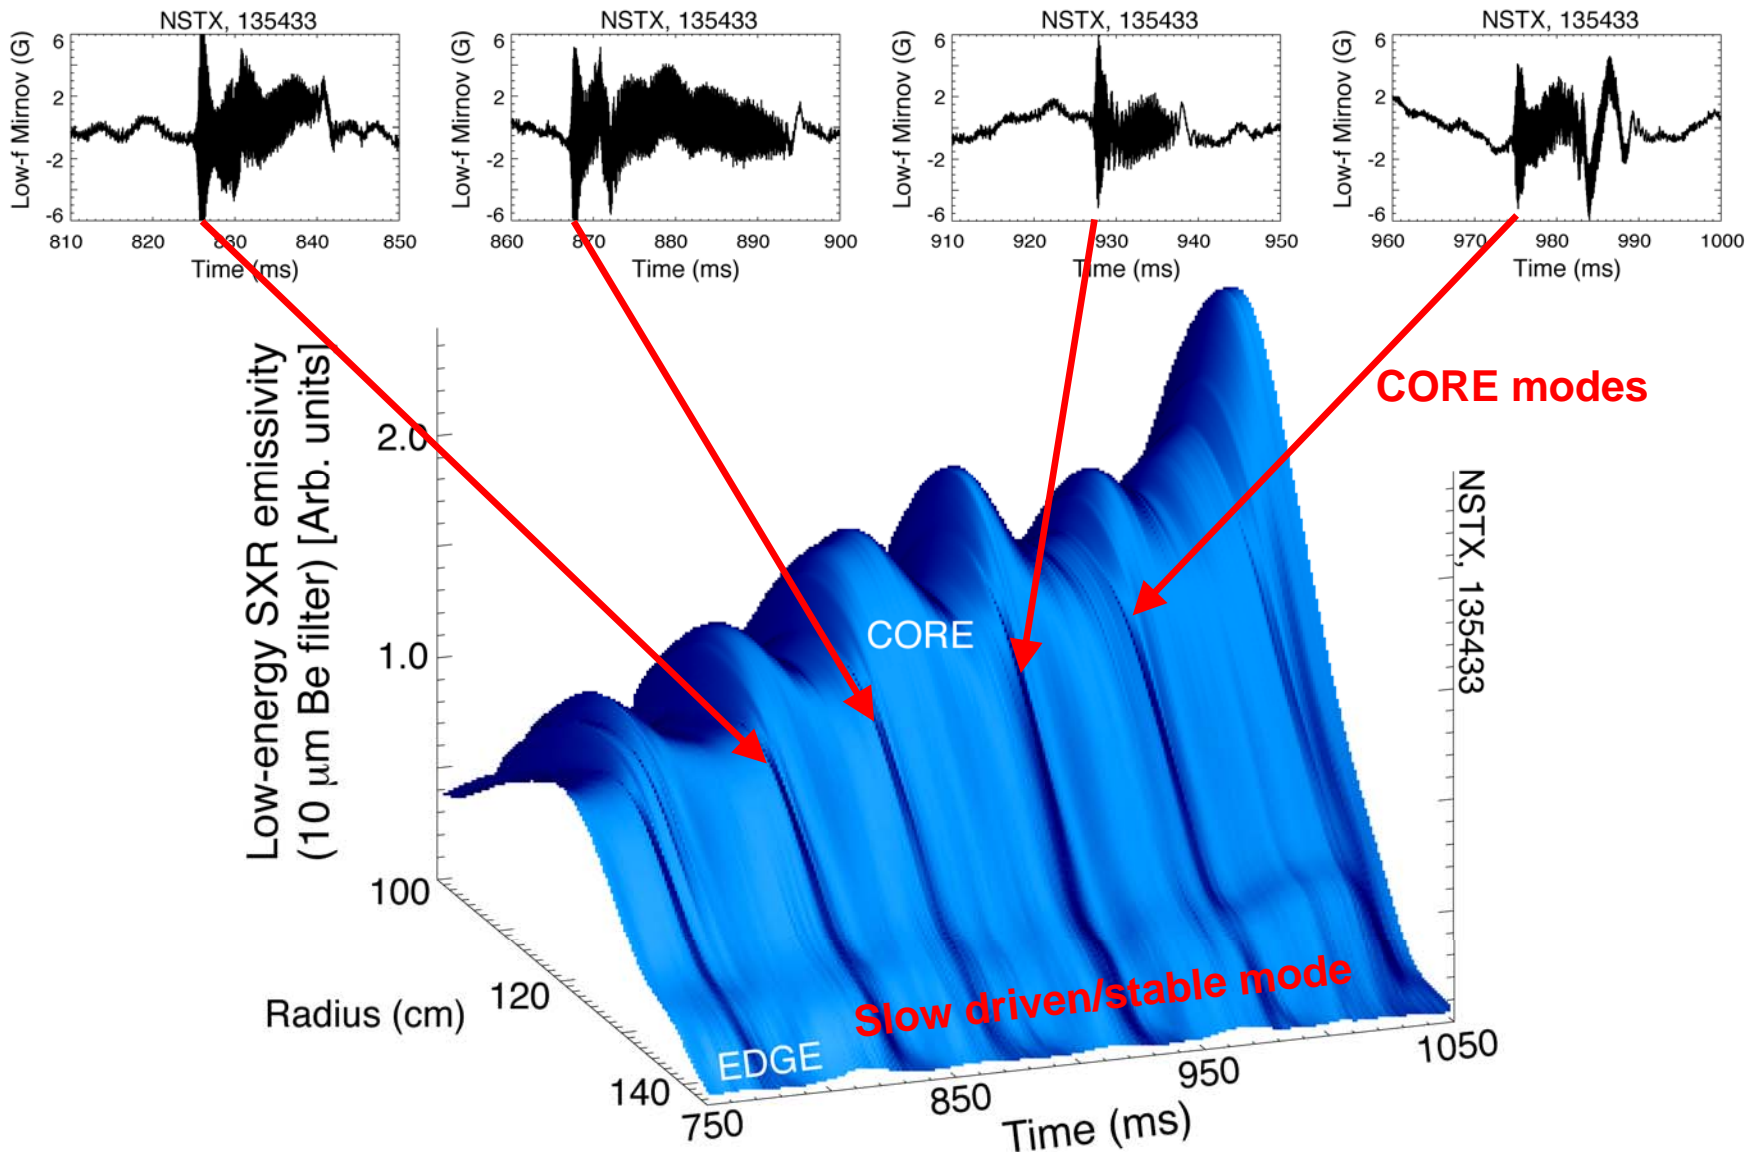 NSTX, 135433
Low-f Mirnov (G)
6
2
-2
-6
810 820 830 840 850
Time (ms)
NSTX, 135433
Low-f Mirnov (G)
6
2
-2
-6
860 870 880 890 900
Time (ms)
NSTX, 135433
Low-f Mirnov (G)
6
2
-2
-6
910 920 930 940 950
Time (ms)
NSTX, 135433
Low-f Mirnov (G)
6
2
-2
-6
960 970 980 990 1000
Time (ms)
Low-energy SXR emissivity
(10 μm Be filter) [Arb. units]
2.0
1.0
CORE modes
CORE
NSTX, 135433
100
120
140
Radius (cm)
Slow driven/stable mode
EDGE
750
850
950
1050
Time (ms)